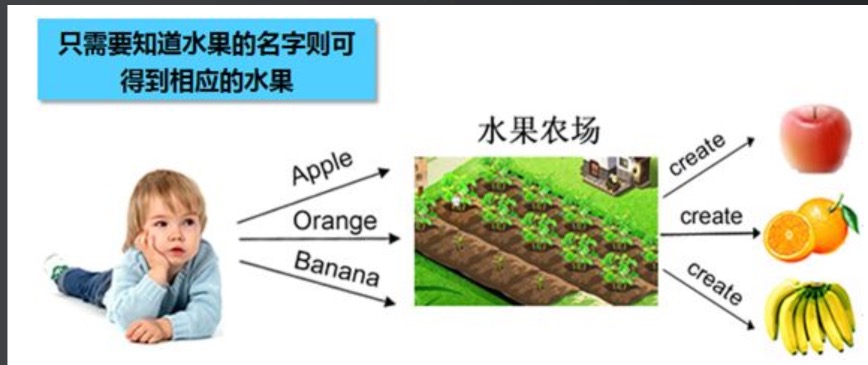 只需要知道水果的名字则可
得到相应的水果
水果农场
Apple
Orange
Banana
create
create
create